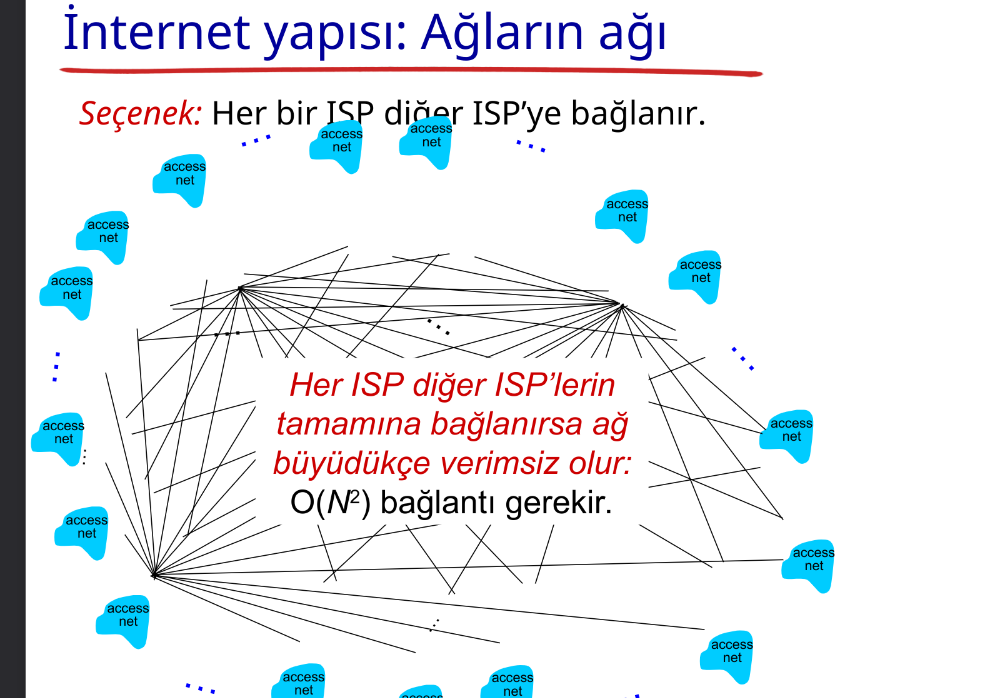 İnternet yapısı: Ağların ağı
Seçenek: Her bir ISP diğer ISP’ye bağlanır.
access
net
access
net
access
net
access
net
access
net
access
net
access
net
Her ISP diğer ISP’lerin
tamamına bağlanırsa ağ
büyüdükçe verimsiz olur:
O(N²) bağlantı gerekir.
access
net
access
net
access
net
access
net
access
net
access
net
access
net
access
net
access